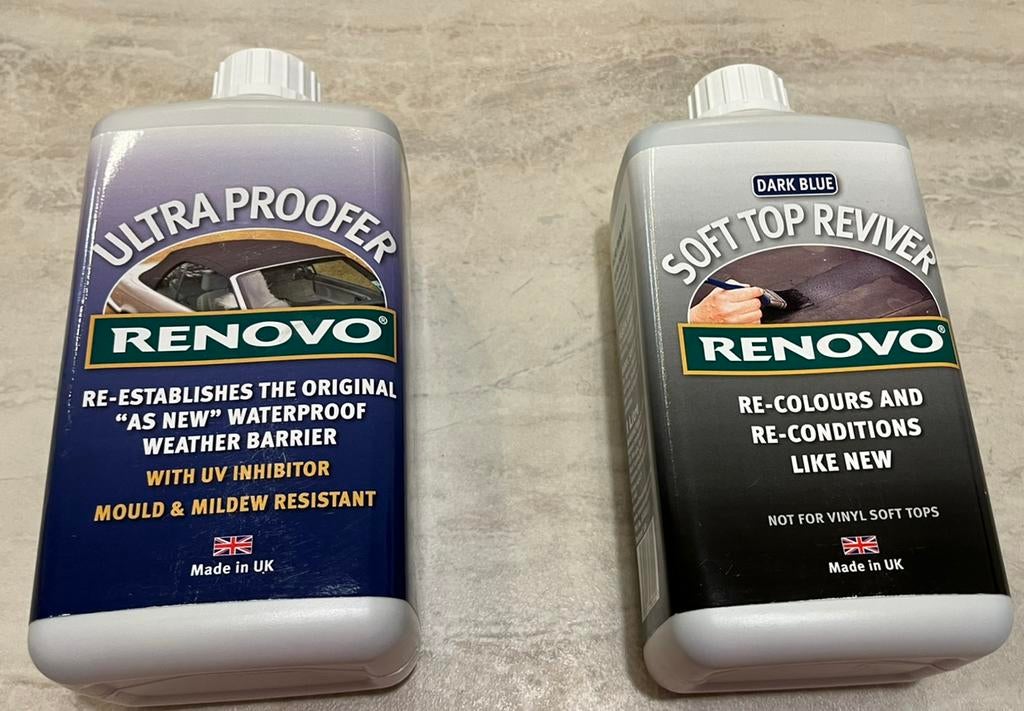 ULTRA PROOFER
RENOVO®
RE-ESTABLISHES THE ORIGINAL
“AS NEW” WATERPROOF
WEATHER BARRIER
WITH UV INHIBITOR
MOULD & MILDEW RESISTANT
Made in UK
DARK BLUE
SOFT TOP REVIVER
RENOVO®
RE-COLOURS AND
RE-CONDITIONS
LIKE NEW
NOT FOR VINYL SOFT TOPS
Made in UK